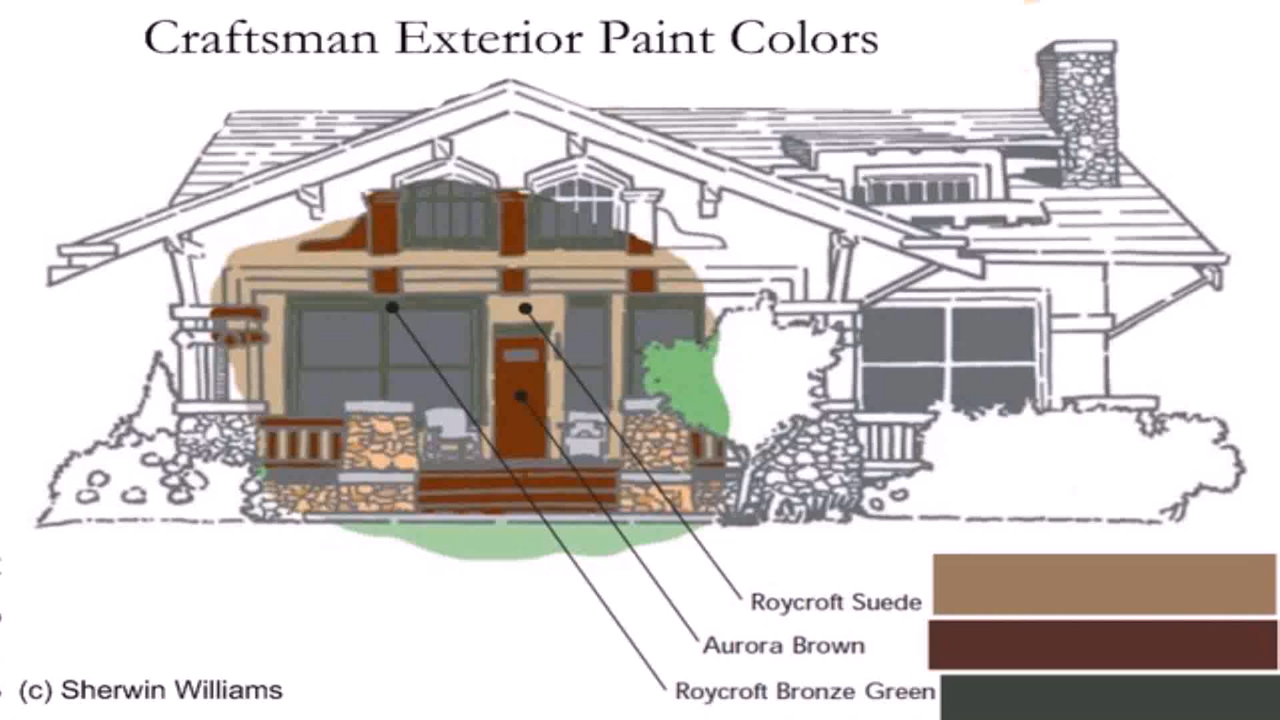 Craftsman Exterior Paint Colors
Roycroft Suede
Aurora Brown
Roycroft Bronze Green
(c) Sherwin Williams